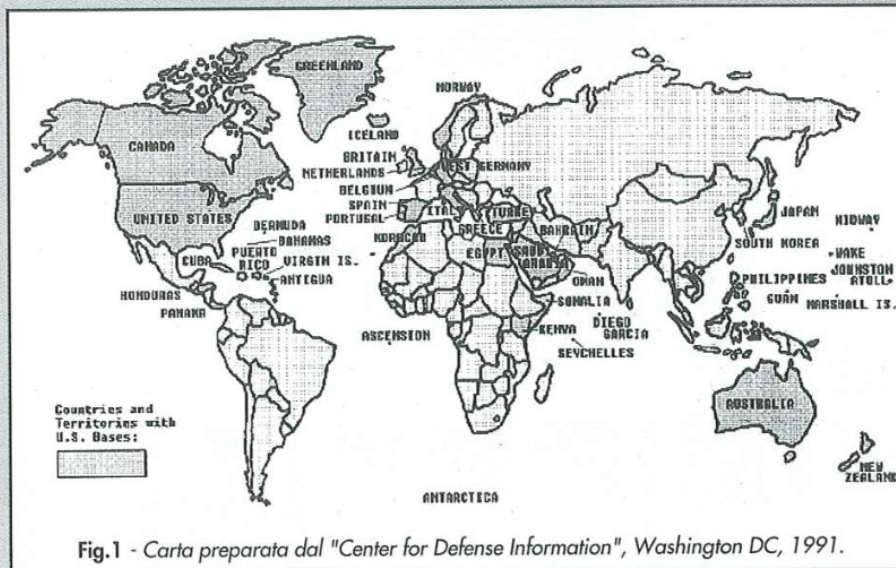 GREENLAND
NORWAY
ICELAND
CANADA
BRITAIN
NETHERLANDS
WEST GERMANY
BELGIUM
SPAIN
PORTUGAL
ITALY
TURKEY
GREECE
UNITED STATES
BERMUDA
BAHAMAS
MOROCCO
BAHRAIN
JAPAN
MIDWAY
SOUTH KOREA
CUBA
PUERTO
RICO
VIRGIN IS.
EGYPT
SAUDI
ARABIA
WAKE
ANTIGUA
OMAN
PHILIPPINES
JOHNSTON
ATOLL
HONDURAS
SOMALIA
GUAM
MARSHALL IS.
PANAMA
ASCENSION
KENYA
DIEGO
GARCIA
SEYCHELLES
AUSTRALIA
Countries and
Territories with
U.S. Bases:
NEW
ZEALAND
ANTARCTICA
Fig.1 - Carta preparata dal "Center for Defense Information", Washington DC, 1991.